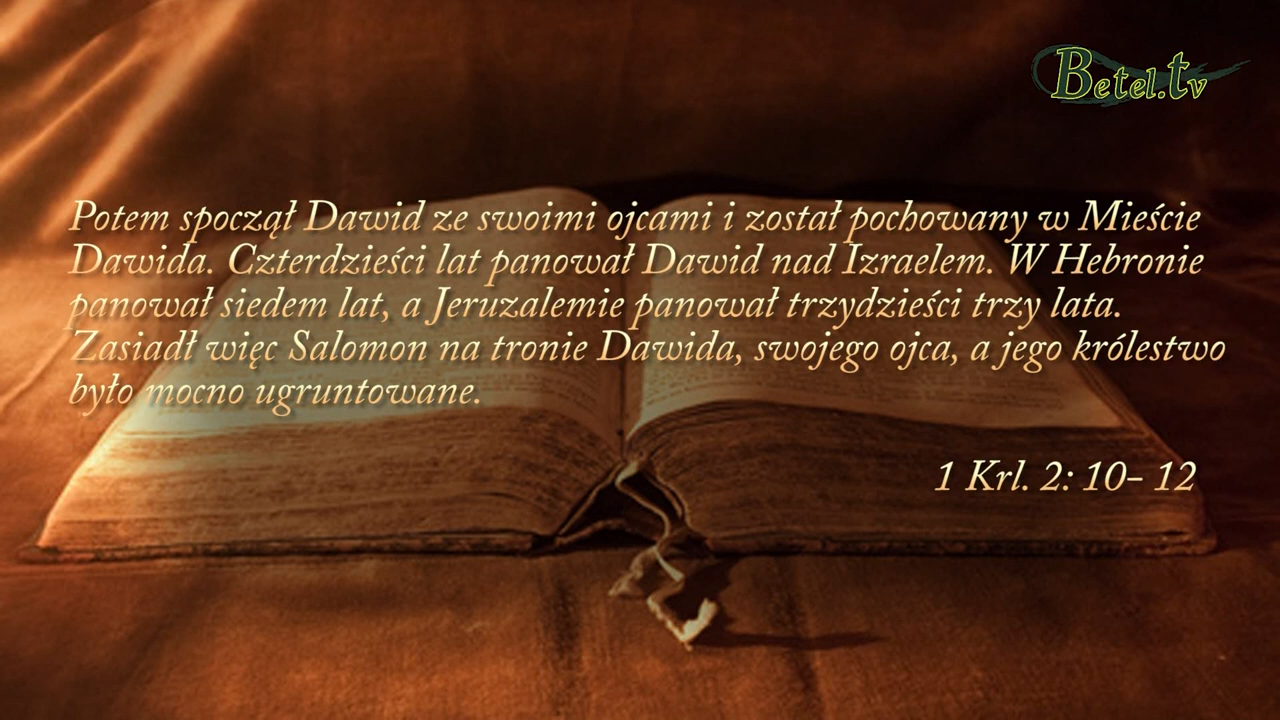 Betel.tv
Potem spoczął Dawid ze swoimi ojcami i został pochowany w Mieście
Dawida. Czterdzieści lat panował Dawid nad Izraelem. W Hebronie
panował siedem lat, a Jeruzalemie panował trzydzieści trzy lata.
Zasiadł więc Salomon na tronie Dawida, swojego ojca, a jego królestwo
było mocno ugruntowane.
1 Krl. 2: 10- 12